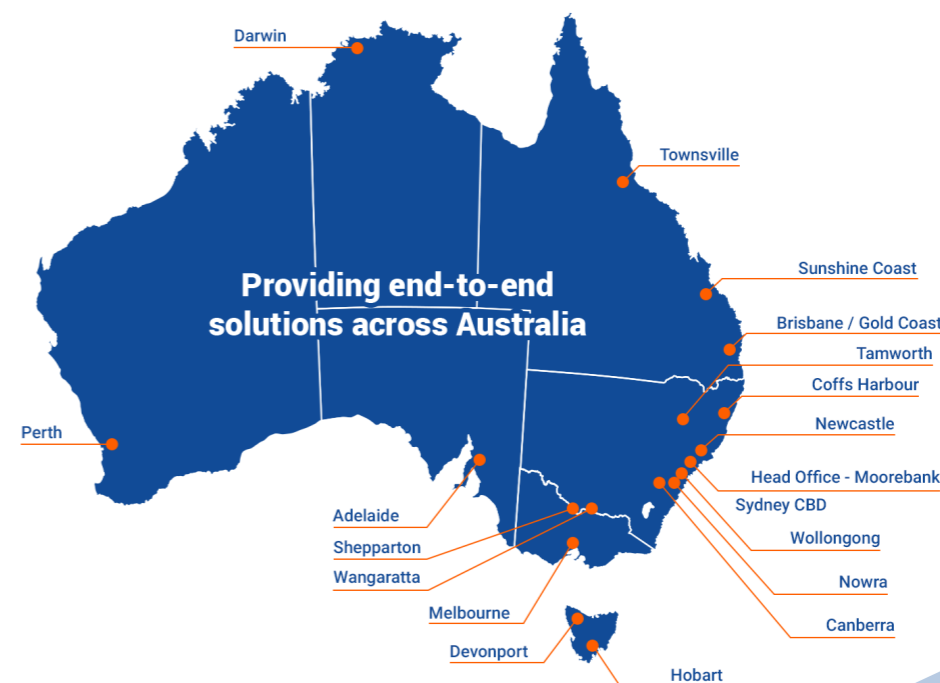 Darwin
Townsville
Sunshine Coast
Providing end-to-end
solutions across Australia
Brisbane / Gold Coast
Tamworth
Coffs Harbour
Newcastle
Perth
Head Office - Moorebank
Sydney CBD
Adelaide
Wollongong
Shepparton
Wangaratta
Nowra
Melbourne
Canberra
Devonport
Hobart